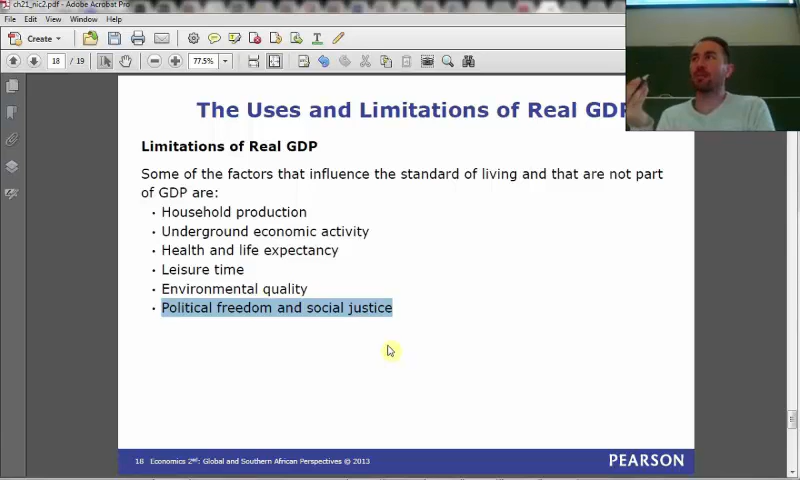 ch21_nic2.pdf - Adobe Acrobat Pro
File Edit View Window Help
Create
18 / 19 77.5%
The Uses and Limitations of Real GDP
Limitations of Real GDP
Some of the factors that influence the standard of living and that are not part
of GDP are:
• Household production
• Underground economic activity
• Health and life expectancy
• Leisure time
• Environmental quality
• Political freedom and social justice
18 Economics 2nd: Global and Southern African Perspectives © 2013
PEARSON